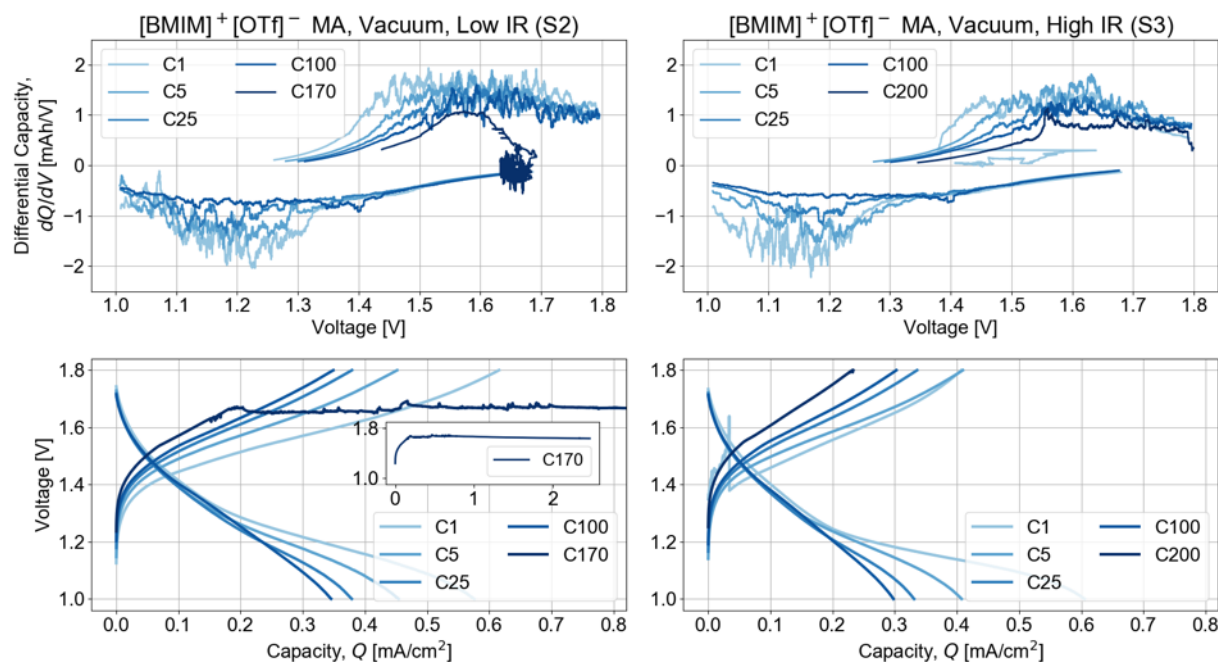 [BMIM]⁺[OTf]⁻ MA, Vacuum, Low IR (S2)
Differential Capacity,
dQ/dV [mAh/V]
2
1
0
−1
−2
C1
C5
C25
C100
C170
1.0 1.1 1.2 1.3 1.4 1.5 1.6 1.7 1.8
Voltage [V]
[BMIM]⁺[OTf]⁻ MA, Vacuum, High IR (S3)
2
1
0
−1
−2
C1
C5
C25
C100
C200
1.0 1.1 1.2 1.3 1.4 1.5 1.6 1.7 1.8
Voltage [V]
Voltage [V]
1.8
1.6
1.4
1.2
1.0
1.8
1.0
C170
0 1 2
C1
C5
C25
C100
C170
0.0 0.1 0.2 0.3 0.4 0.5 0.6 0.7 0.8
Capacity, Q [mA/cm²]
1.8
1.6
1.4
1.2
1.0
C1
C5
C25
C100
C200
0.0 0.1 0.2 0.3 0.4 0.5 0.6 0.7 0.8
Capacity, Q [mA/cm²]